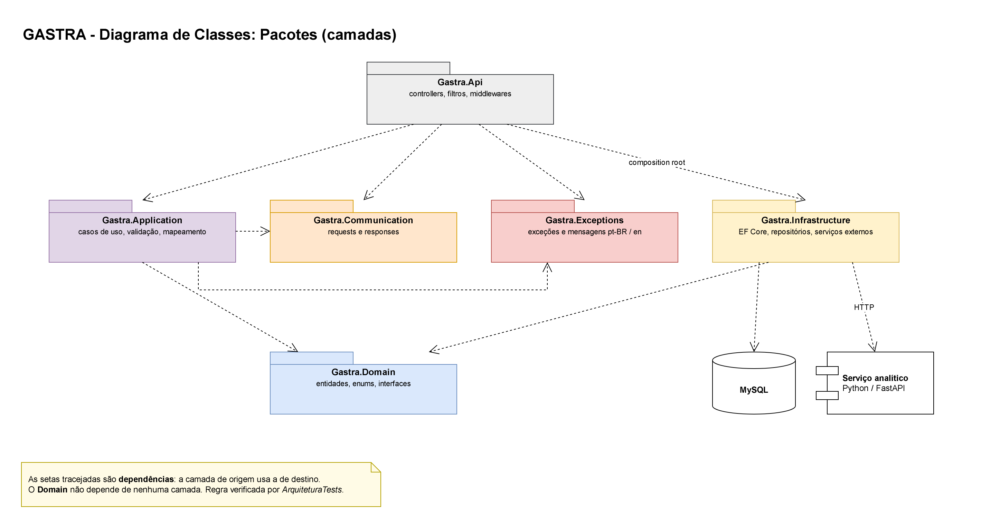 GASTRA - Diagrama de Classes: Pacotes (camadas)
Gastra.Api
controllers, filtros, middlewares
composition root
Gastra.Application
casos de uso, validação, mapeamento
Gastra.Communication
requests e responses
Gastra.Exceptions
exceções e mensagens pt-BR / en
Gastra.Infrastructure
EF Core, repositórios, serviços externos
HTTP
Gastra.Domain
entidades, enums, interfaces
MySQL
Serviço analítico
Python / FastAPI
As setas tracejadas são dependências: a camada de origem usa a de destino.
O Domain não depende de nenhuma camada. Regra verificada por ArquiteturaTests.